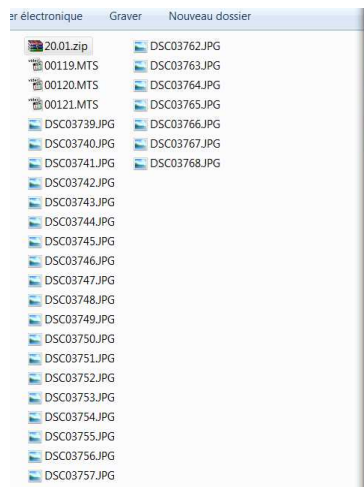 er électronique Graver Nouveau dossier
20.01.zip
00119.MTS
00120.MTS
00121.MTS
DSC03739.JPG
DSC03740.JPG
DSC03741.JPG
DSC03742.JPG
DSC03743.JPG
DSC03744.JPG
DSC03745.JPG
DSC03746.JPG
DSC03747.JPG
DSC03748.JPG
DSC03749.JPG
DSC03750.JPG
DSC03751.JPG
DSC03752.JPG
DSC03753.JPG
DSC03754.JPG
DSC03755.JPG
DSC03756.JPG
DSC03757.JPG
DSC03762.JPG
DSC03763.JPG
DSC03764.JPG
DSC03765.JPG
DSC03766.JPG
DSC03767.JPG
DSC03768.JPG